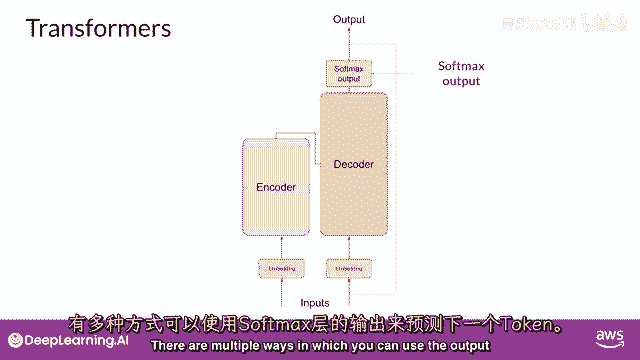 Transformers
Output
Softmax
output
Softmax
output
Decoder
Encoder
Embedding
Embedding
Inputs
有多种方式可以使用Softmax层的输出来预测下一个Token。
There are multiple ways in which you can use the output
DeepLearning.AI
aws